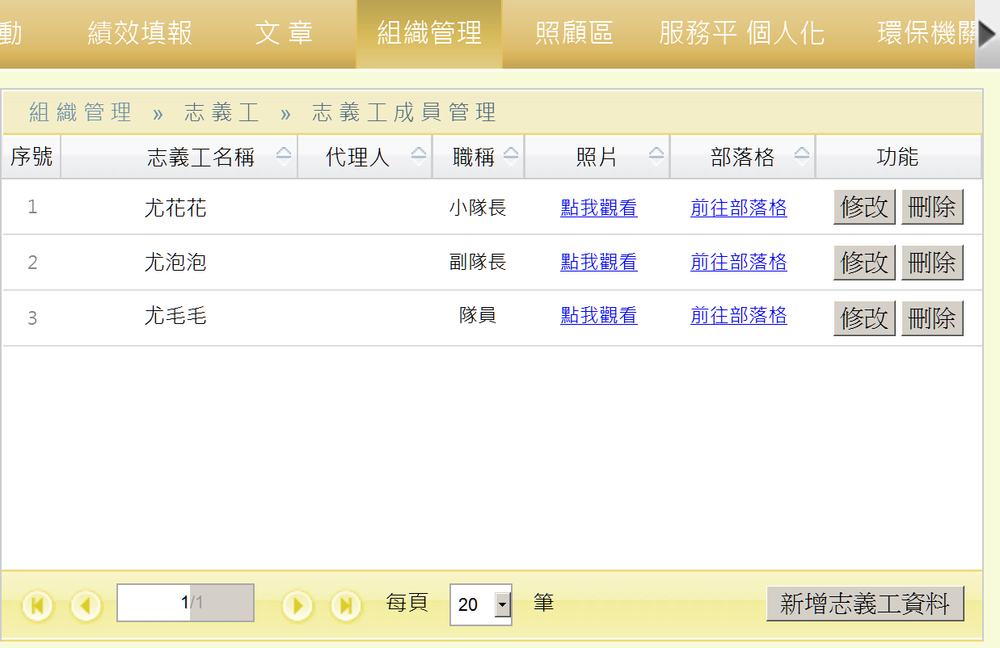 動 績效填報 文章 組織管理 照顧區 服務平 個人化 環保機關
組織管理 » 志義工 » 志義工成員管理
序號 志義工名稱 代理人 職稱 照片 部落格 功能
1 尤花花 小隊長 點我觀看 前往部落格 修改 刪除
2 尤泡泡 副隊長 點我觀看 前往部落格 修改 刪除
3 尤毛毛 隊員 點我觀看 前往部落格 修改 刪除
1/1 每頁 20 筆 新增志義工資料